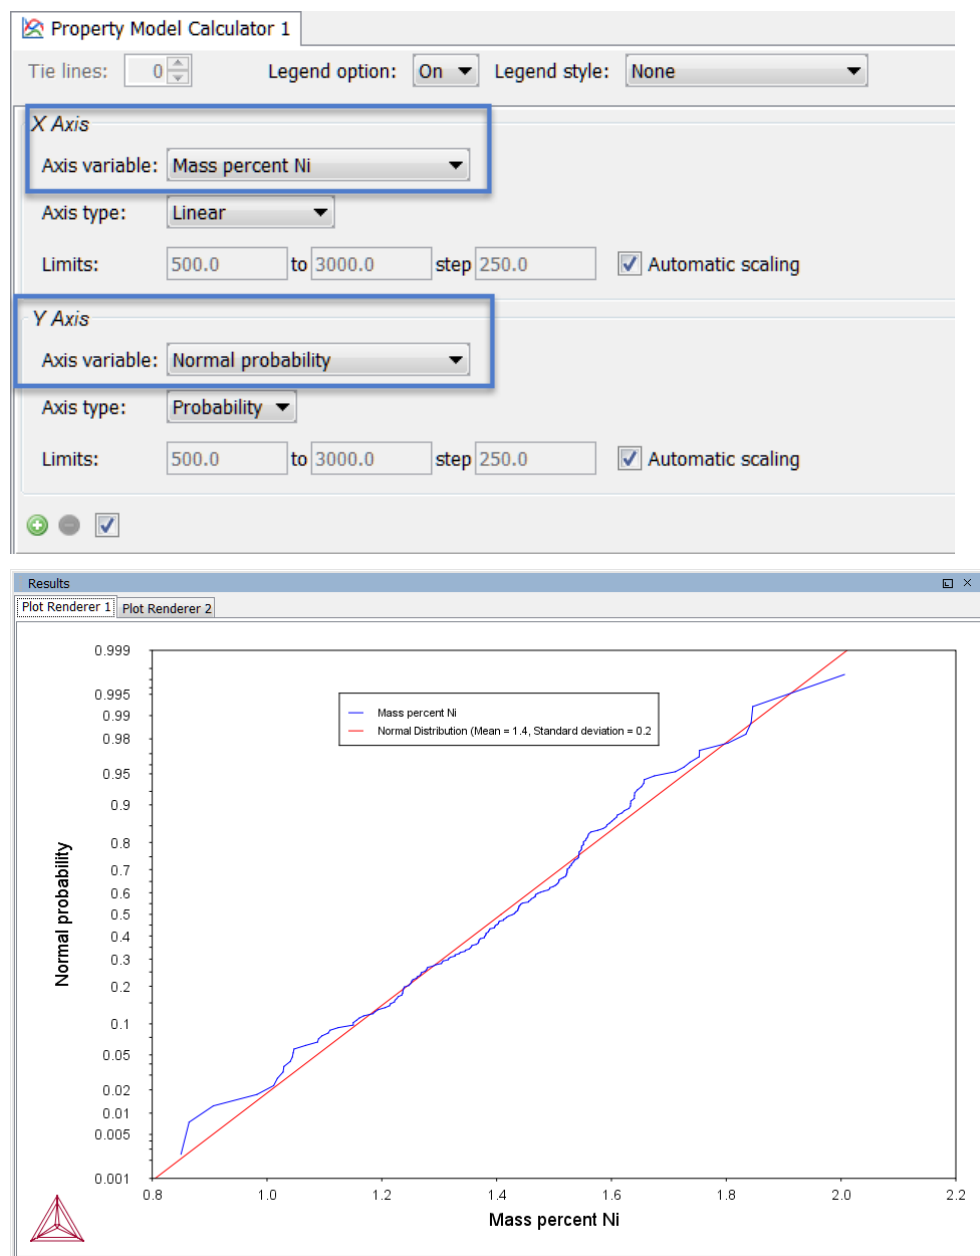 Property Model Calculator 1
Tie lines: 0 Legend option: On Legend style: None
X Axis
Axis variable: Mass percent Ni
Axis type: Linear
Limits: 500.0 to 3000.0 step 250.0 Automatic scaling
Y Axis
Axis variable: Normal probability
Axis type: Probability
Limits: 500.0 to 3000.0 step 250.0 Automatic scaling
Results
Plot Renderer 1 Plot Renderer 2
0.999
0.995
0.99
0.98
0.95
0.9
0.8
0.7
0.6
0.5
0.4
0.3
0.2
0.1
0.05
0.02
0.01
0.005
0.001
Normal probability
Mass percent Ni
Normal Distribution (Mean = 1.4, Standard deviation = 0.2
0.8 1.0 1.2 1.4 1.6 1.8 2.0 2.2
Mass percent Ni